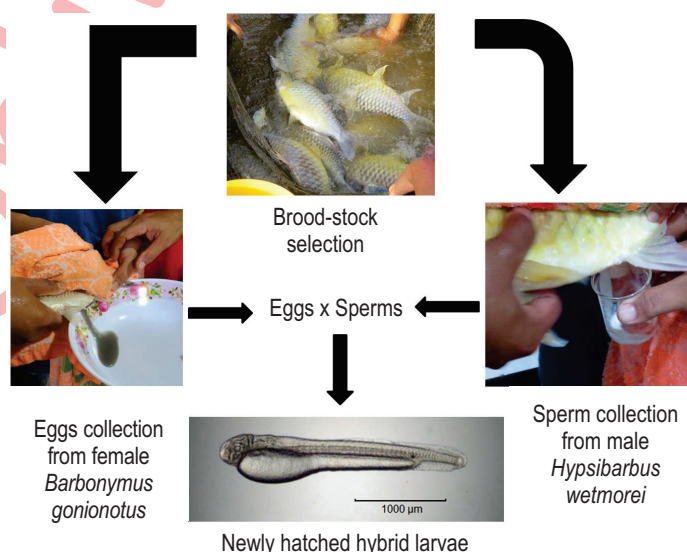 Brood-stock
selection
Eggs x Sperms
Eggs collection
from female
Barbonymus
gonionotus
Sperm collection
from male
Hypsibarbus
wetmorei
1000 µm
Newly hatched hybrid larvae